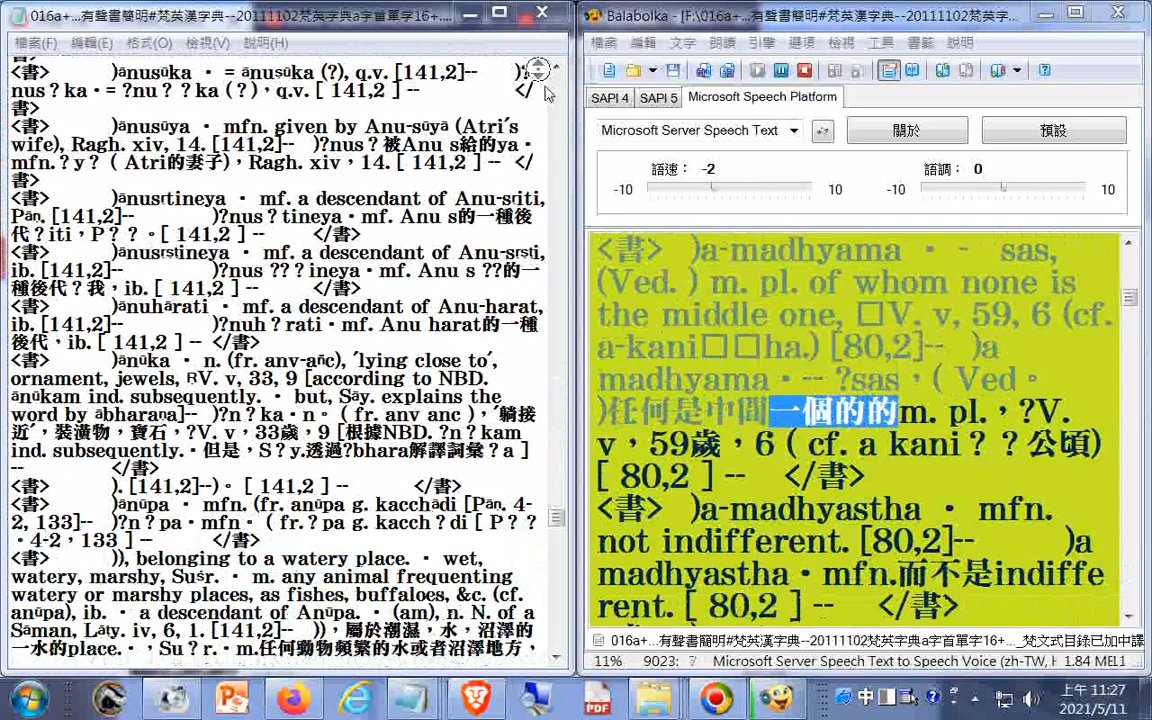 016a+...有聲書簡明#梵英漢字典--20111102梵英字典a字首單字16+...
檔案(F) 編輯(E) 格式(O) 檢視(V) 說明(H)
<書> )ānusūka • = ānuṣūka (?), q.v. [141,2]-- )?
nus ? ka • = ?nu ? ? ka ( ? )，q.v. [ 141,2 ] -- </
書>
<書> )ānusūya • mfn. given by Anu-sūyā (Atri's
wife), Ragh. xiv, 14. [141,2]-- )?nus ? 被Anu s給的ya •
mfn. ? y ? ( Atri的妻子)，Ragh. xiv，14. [ 141,2 ] -- </
書>
<書> )ānusṛtineya • mf. a descendant of Anu-sṛiti,
Pāṇ. [141,2]-- )?nus ? tineya • mf. Anu s的一種後
代 ? iti，P ? ? 。[ 141,2 ] -- </書>
<書> )ānusṛṣṭineya • mf. a descendant of Anu-sṛṣṭi,
ib. [141,2]-- )?nus ??? ineya • mf. Anu s ??的一
種後代 ? 我，ib. [ 141,2 ] -- </書>
<書> )ānuhārati • mf. a descendant of Anu-harat,
ib. [141,2]-- )?nuh ? rati • mf. Anu harat的一種
後代，ib. [ 141,2 ] -- </書>
<書> )ānūka • n. (fr. anv-añc), 'lying close to',
ornament, jewels, ṚV. v, 33, 9 [according to NBD.
ānūkam ind. subsequently. • but, Sāy. explains the
word by ābharaṇa] )?n ? ka • n。( fr. anv anc )，'躺接
近'，裝潢物，寶石，?V. v，33歲，9 [根據NBD. ?n ? kam
ind. subsequently. • 但是，S ? y.透過?bhara解譯詞彙 ? a ]
-- </書>
<書> ). [141,2]--)。[ 141,2 ] -- </書>
<書> )ānūpa • mfn. (fr. anūpa g. kacchādi [Pāṇ. 4-
2, 133]-- )?n ? pa • mfn。( fr. ? pa g. kacch ? di [ P ? ?
• 4-2，133 ] </書>
<書> )), belonging to a watery place. • wet,
watery, marshy, Suśr. • m. any animal frequenting
watery or marshy places, as fishes, buffaloes, &c. (cf.
anūpa), ib. • a descendant of Anūpa. • (am), n. N. of a
Sāman, Lāṭy. iv, 6, 1. [141,2]-- ))，屬於潮濕，水，沼澤的
一水的place. •，Su ? r. • m.任何動物頻繁的水或者沼澤地方，
Balabolka - [F:\016a+...有聲書簡明#梵英漢字典--20111102梵英字...
檔案 編輯 文字 朗讀 引擎 選項 檢視 工具 書籤 說明
SAPI 4 SAPI 5 Microsoft Speech Platform
Microsoft Server Speech Text 關於 預設
語速： -2 語調： 0
-10 10 -10 10
<書> )a-madhyama • - sas,
(Ved. ) m. pl. of whom none is
the middle one, □V. v, 59, 6 (cf.
a-kani□□ha.) [80,2]-- )a
madhyama • -- ?sas，( Ved。
)任何是中間一個的的m. pl.，?V.
v，59歲，6 ( cf. a kani ? ? 公頃)
[ 80,2 ] -- </書>
<書> )a-madhyastha • mfn.
not indifferent. [80,2]-- )a
madhyastha • mfn.而不是indiffe
rent. [ 80,2 ] -- </書>
016a+...有聲書簡明#梵英漢字典--20111102梵英字典a字首單字16+..._梵文式目錄已加中譯
11% 9023: 7 Microsoft Server Speech Text to Speech Voice (zh-TW, H 1.84 MB
中
上午 11:27
2021/5/11